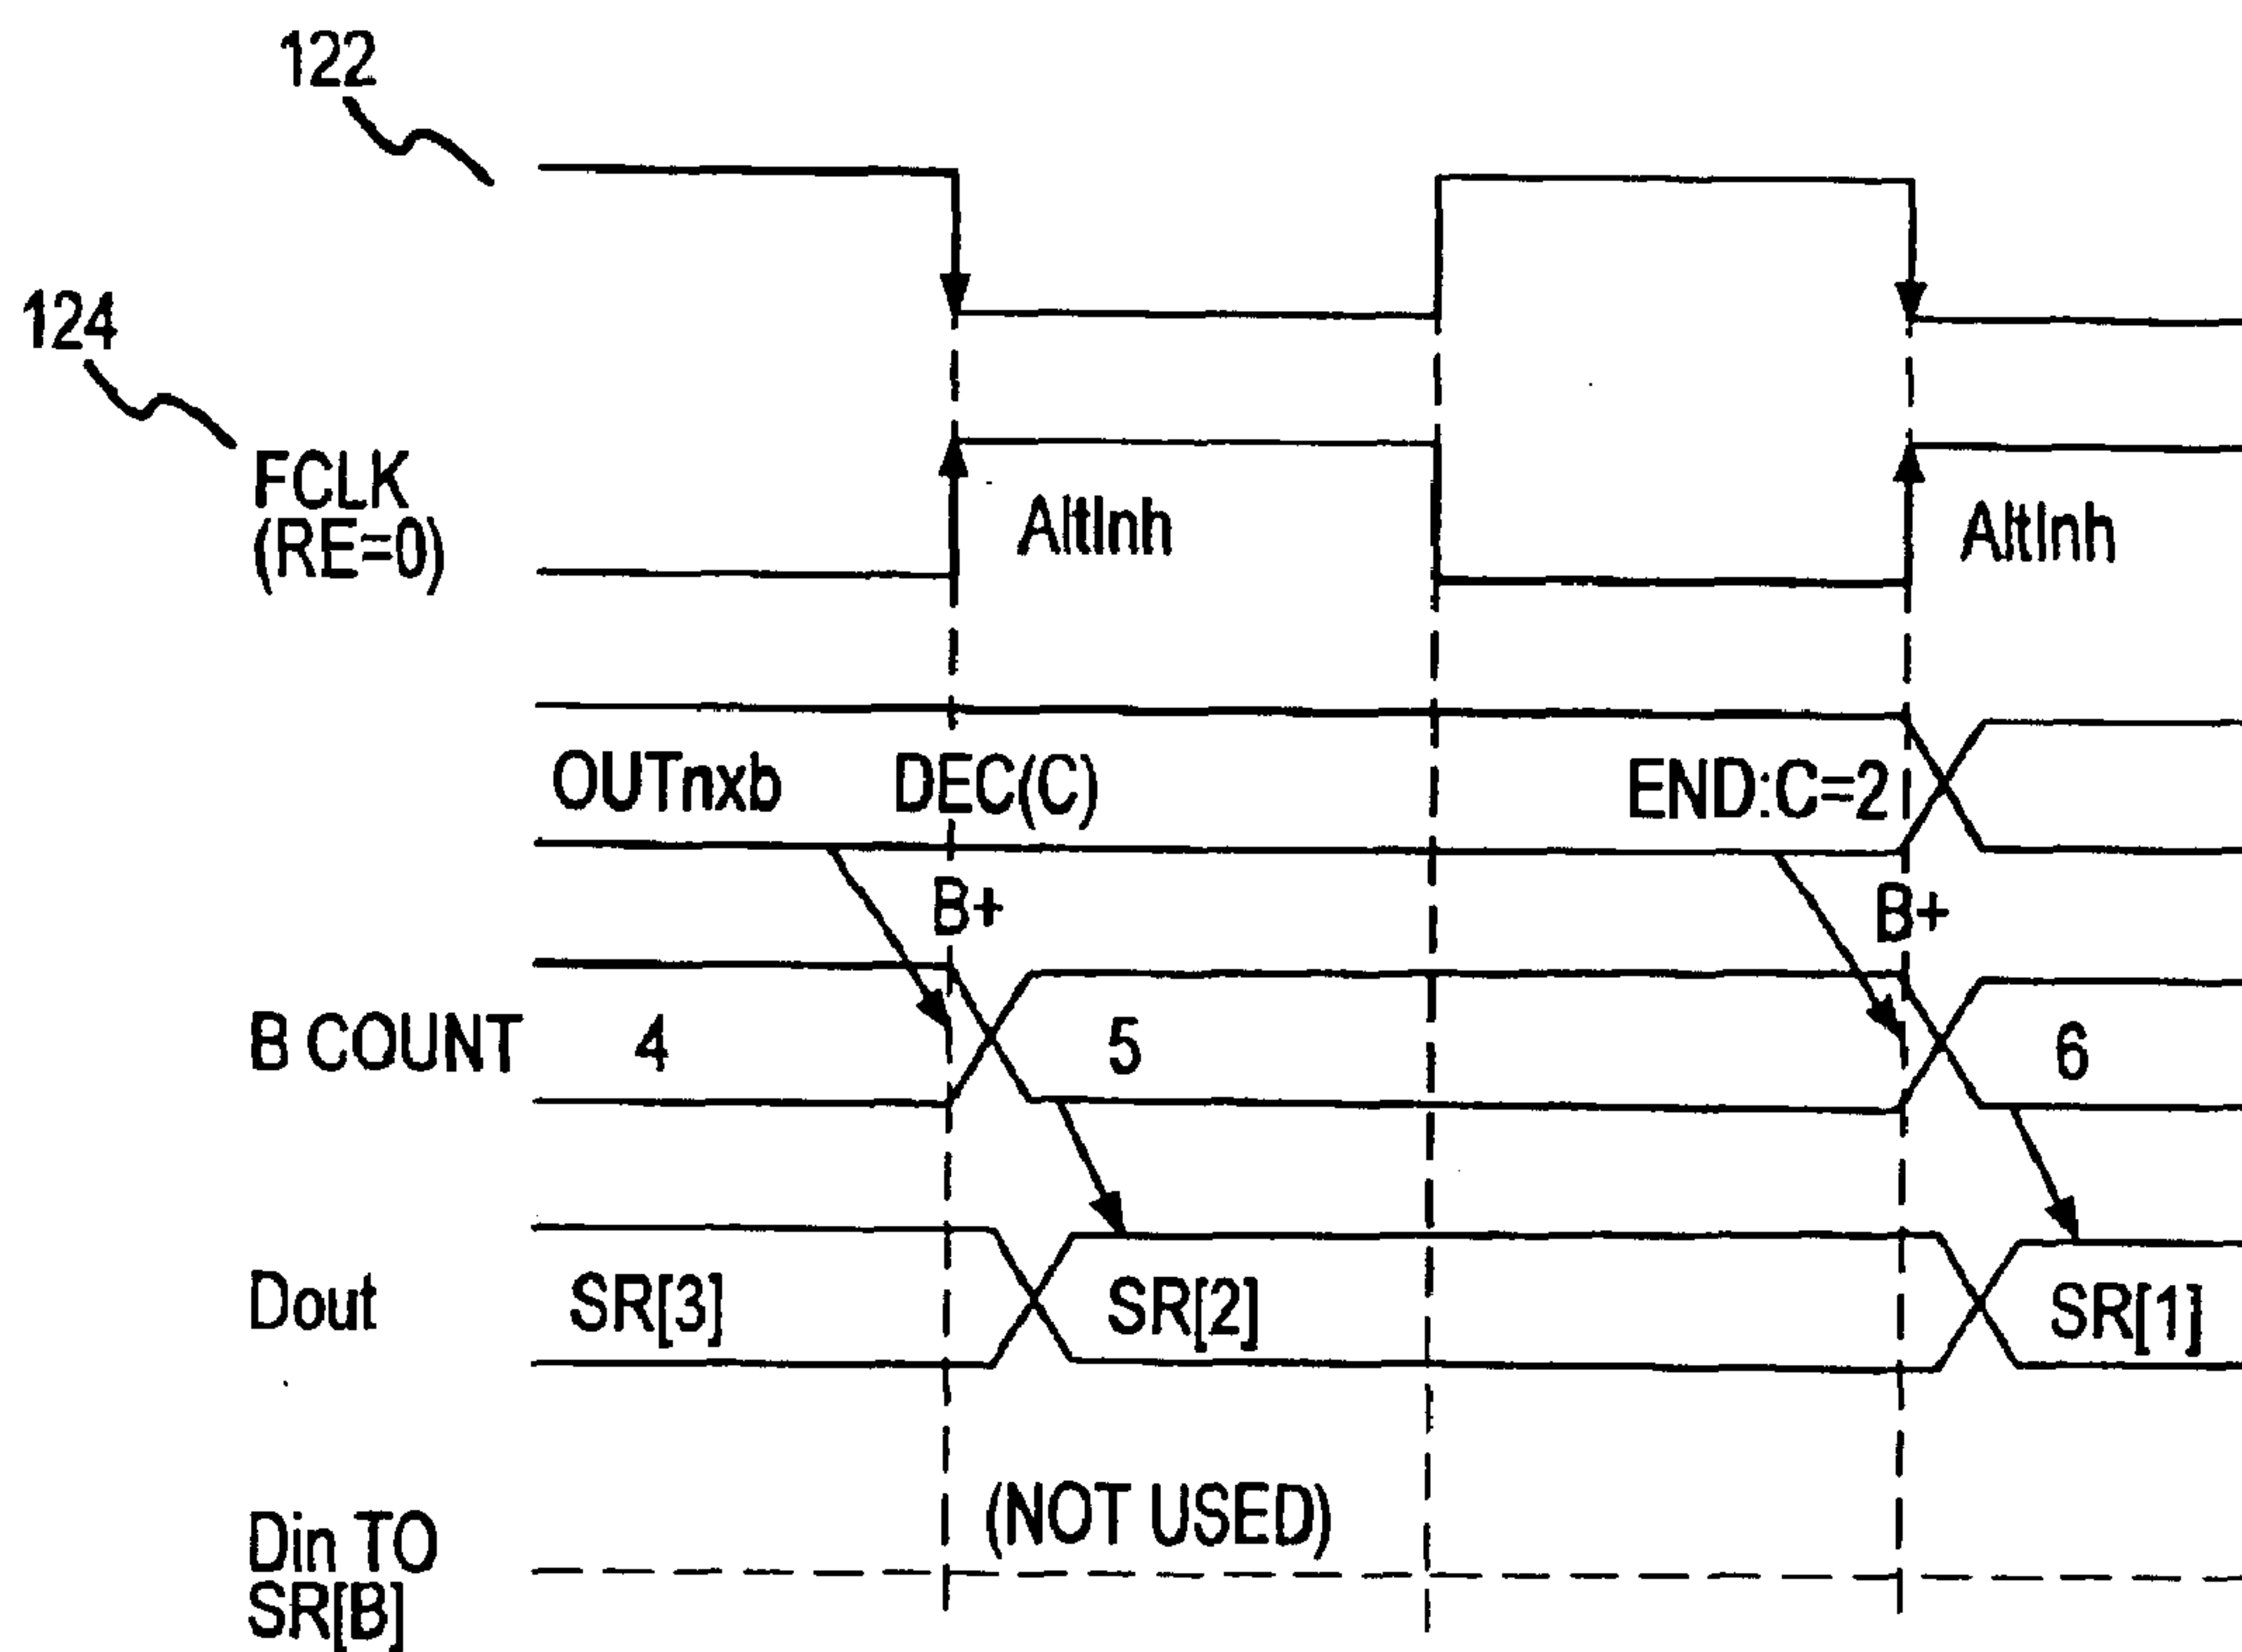 122
124
FCLK
(RE=0)
AltInh
AltInh
OUTnxb DEC(C) END:C=2
B+ B+
B COUNT 4 5 6
Dout SR[3] SR[2] SR[1]
(NOT USED)
Din TO
SR[B]